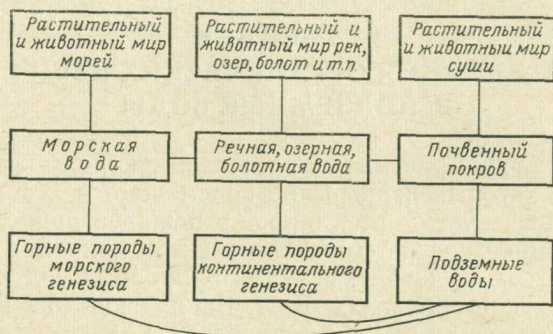 Растительный
и животный мир
морей
Растительный и
животный мир рек,
озер, болот и т.п.
Растительный
и животный мир
суши
Морская
вода
Речная, озерная,
болотная вода
Почвенный
покров
Горные породы
морского
генезиса
Горные породы
континентального
генезиса
Подземные
воды